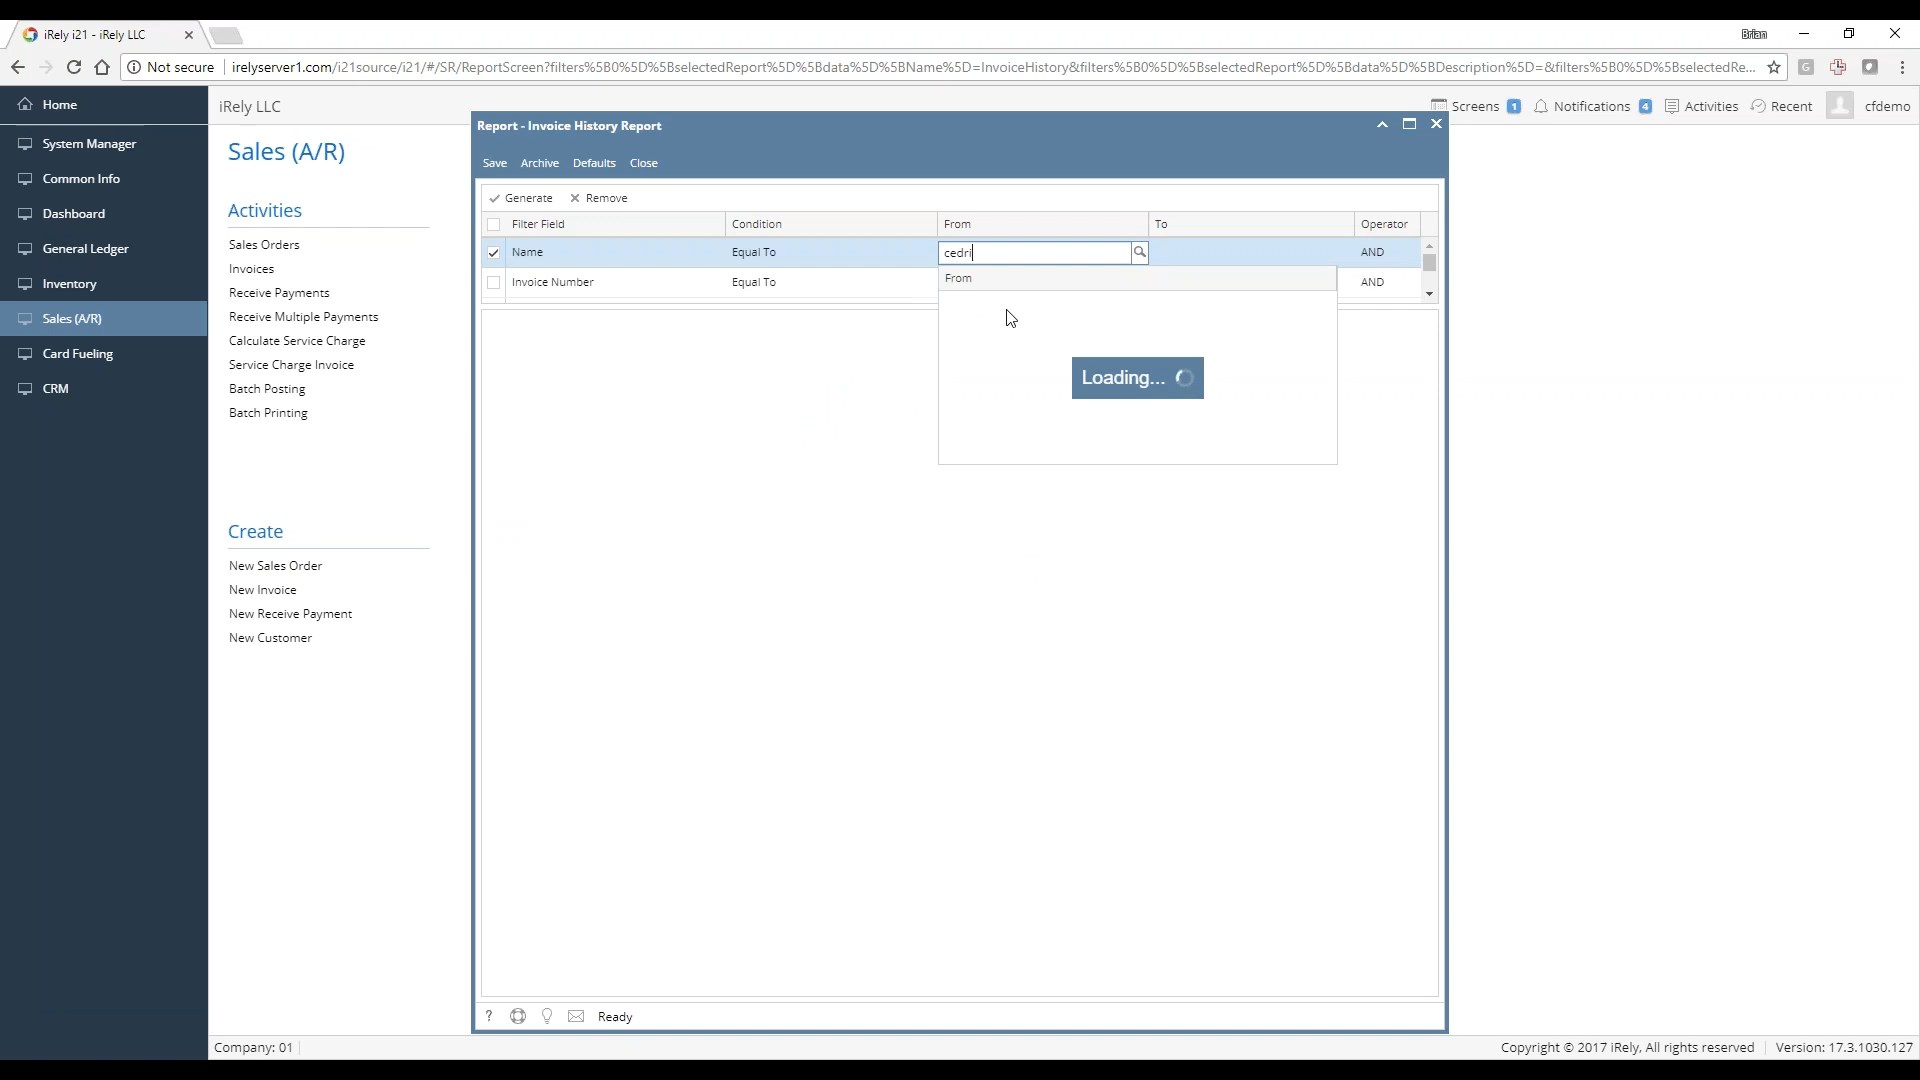 iRely i21 - iRely LLC
Brian
Not secure irelyserver1.com/i21source/i21/#/SR/ReportScreen?filters%5B0%5D%5BselectedReport%5D%5Bdata%5D%5BName%5D=InvoiceHistory&filters%5B0%5D%5BselectedReport%5D%5Bdata%5D%5BDescription%5D=&filters%5B0%5D%5BselectedRe...
Home
iRely LLC
Screens 1 Notifications 4 Activities Recent cfdemo
System Manager
Common Info
Dashboard
General Ledger
Inventory
Sales (A/R)
Card Fueling
CRM
Sales (A/R)
Activities
Sales Orders
Invoices
Receive Payments
Receive Multiple Payments
Calculate Service Charge
Service Charge Invoice
Batch Posting
Batch Printing
Create
New Sales Order
New Invoice
New Receive Payment
New Customer
Report - Invoice History Report
Save Archive Defaults Close
Generate Remove
Filter Field Condition From To Operator
Name Equal To cedri AND
Invoice Number Equal To AND
From
Loading...
? Ready
Company: 01
Copyright © 2017 iRely, All rights reserved Version: 17.3.1030.127